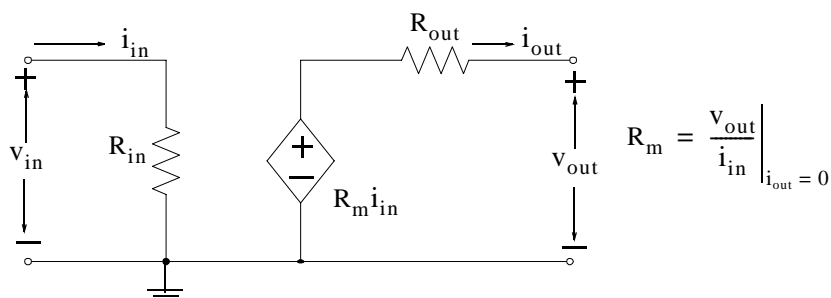 i_in
R_out
i_out
+
+
v_in
R_in
+
−
R_m i_in
v_out
R_m = v_out / i_in | i_out = 0
−
−